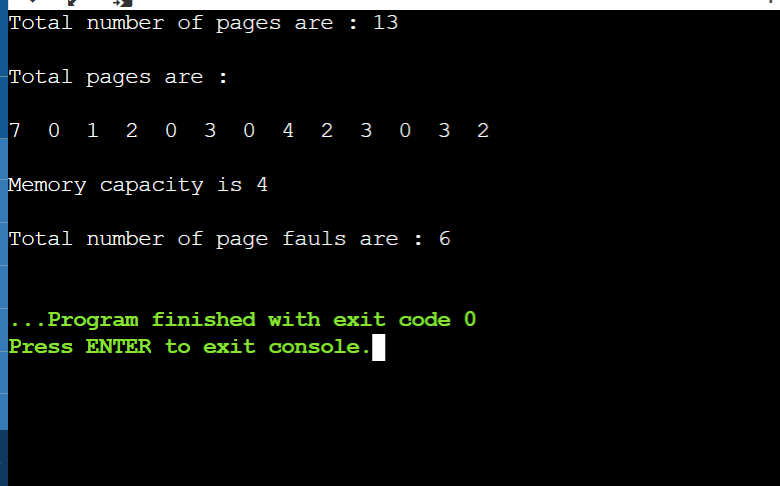 Total number of pages are : 13
Total pages are :
7 0 1 2 0 3 0 4 2 3 0 3 2
Memory capacity is 4
Total number of page fauls are : 6
...Program finished with exit code 0
Press ENTER to exit console.